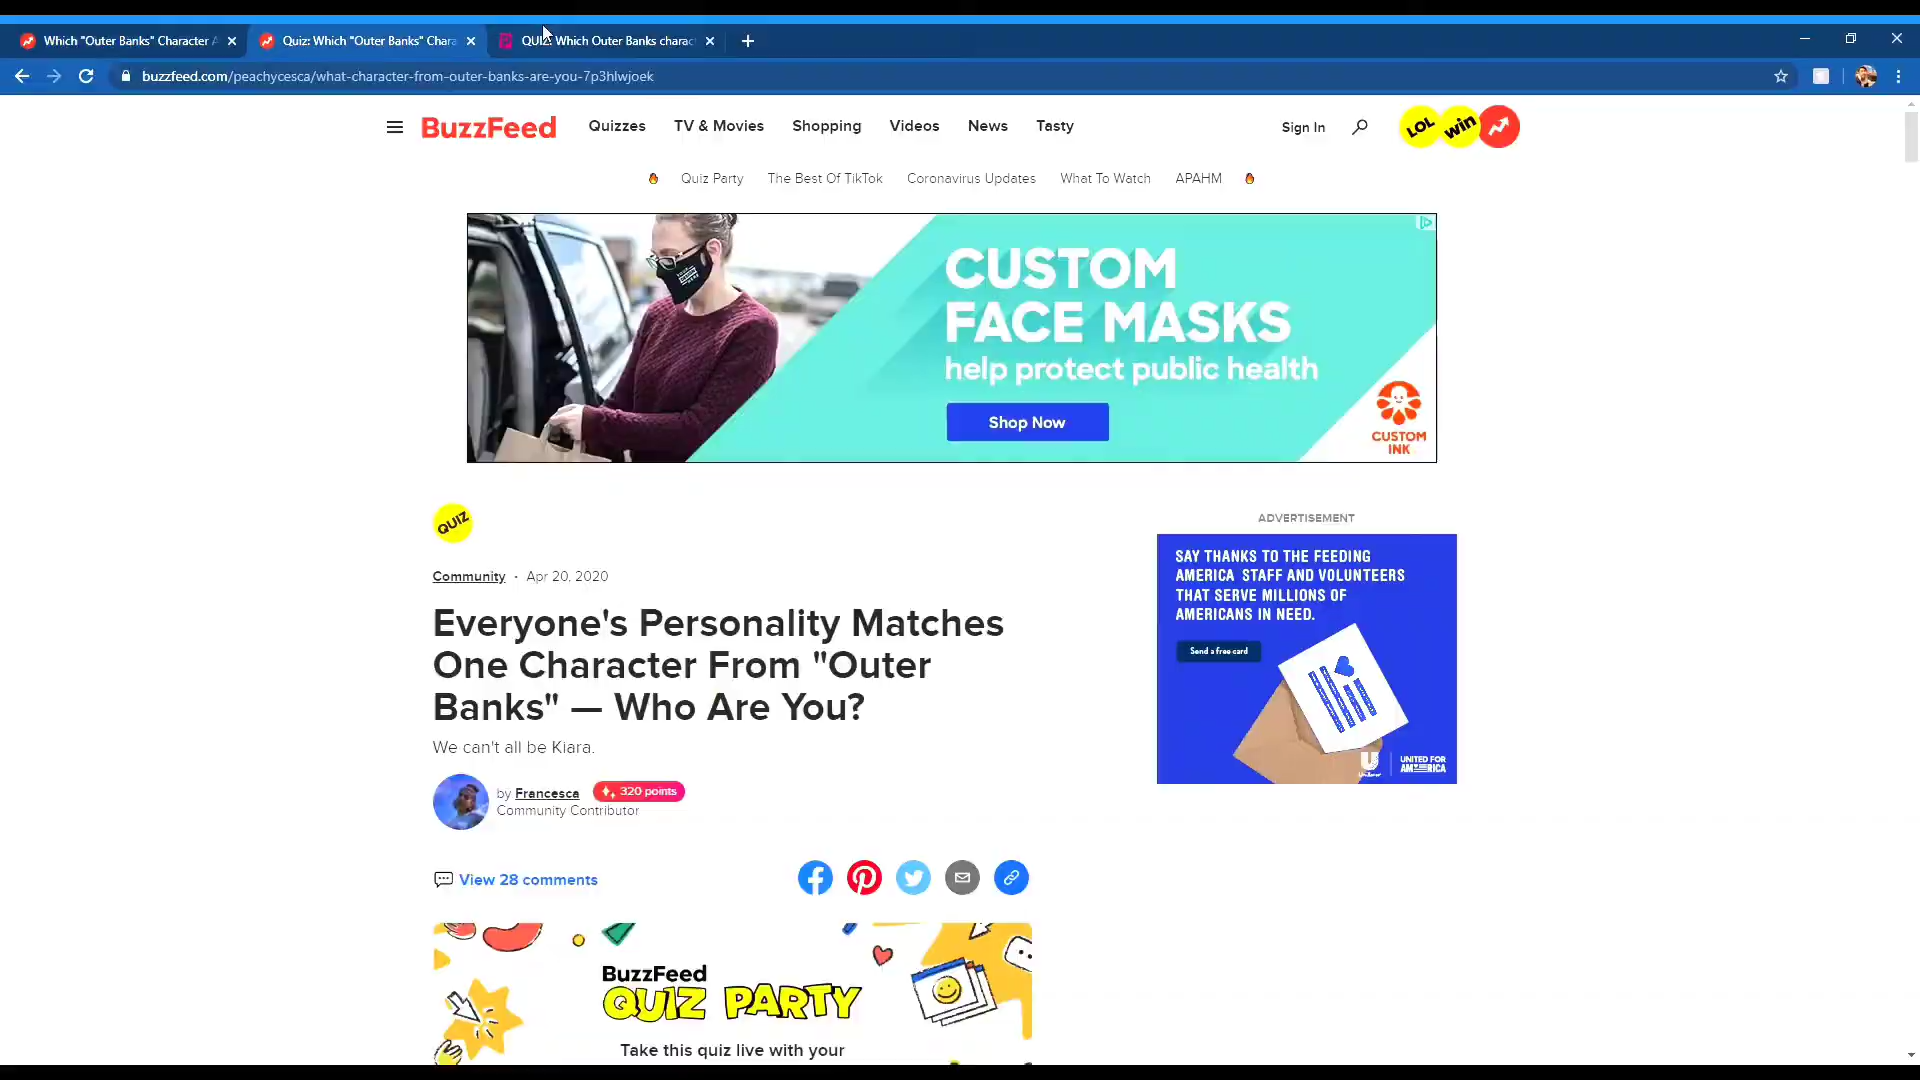 Which "Outer Banks" Character A
Quiz: Which "Outer Banks" Chara
QUIZ: Which Outer Banks charac
buzzfeed.com/peachycesca/what-character-from-outer-banks-are-you-7p3hlwjoek
BuzzFeed
Quizzes
TV & Movies
Shopping
Videos
News
Tasty
Sign In
LOL
win
Quiz Party
The Best Of TikTok
Coronavirus Updates
What To Watch
APAHM
CUSTOM
FACE MASKS
help protect public health
Shop Now
CUSTOM
INK
QUIZ
Community · Apr 20, 2020
Everyone's Personality Matches
One Character From "Outer
Banks" — Who Are You?
We can't all be Kiara.
by Francesca 320 points
Community Contributor
View 28 comments
BuzzFeed
QUIZ PARTY
Take this quiz live with your
ADVERTISEMENT
SAY THANKS TO THE FEEDING
AMERICA STAFF AND VOLUNTEERS
THAT SERVE MILLIONS OF
AMERICANS IN NEED.
Send a free card
UNITED FOR
AMERICA